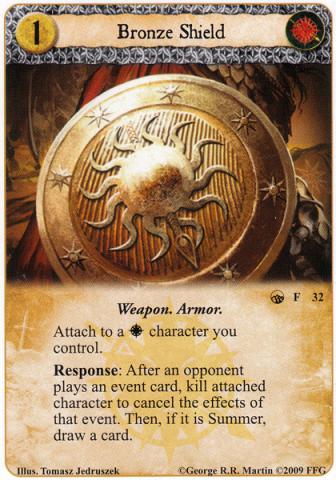 1
Bronze Shield
F 32
Weapon. Armor.
Attach to a character you
control.
Response: After an opponent
plays an event card, kill attached
character to cancel the effects of
that event. Then, if it is Summer,
draw a card.
Illus. Tomasz Jedruszek ©George R.R. Martin ©2009 FFG